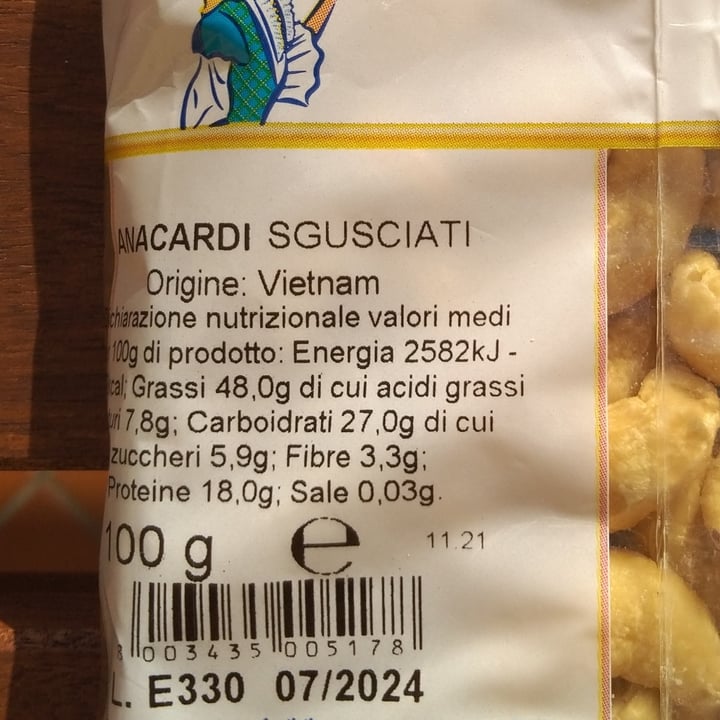 ANACARDI SGUSCIATI
Origine: Vietnam
nutrizionale valori medi
100g di prodotto: Energia 2582kJ -
Grassi 48,0g di cui acidi grassi
7,8g; Carboidrati 27,0g di cui
zuccheri 5,9g; Fibre 3,3g;
Proteine 18,0g; Sale 0,03g.
100 g e 11.21
8 003435 005178
L. E330 07/2024